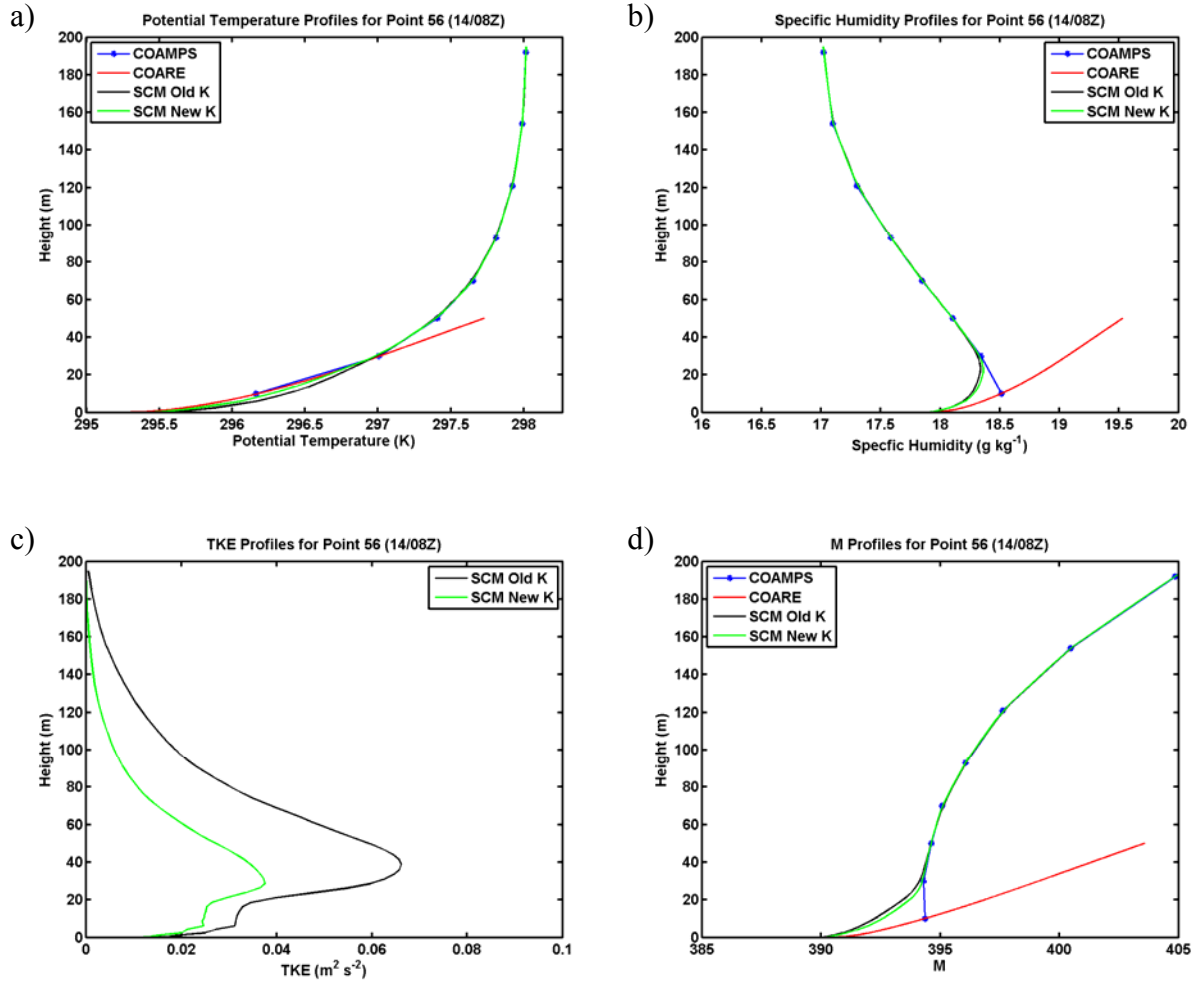 a)
Potential Temperature Profiles for Point 56 (14/08Z)
200
180
160
140
120
100
80
60
40
20
0
Height (m)
COAMPS
COARE
SCM Old K
SCM New K
295
295.5
296
296.5
297
297.5
298
Potential Temperature (K)
b)
Specific Humidity Profiles for Point 56 (14/08Z)
200
180
160
140
120
100
80
60
40
20
0
Height (m)
COAMPS
COARE
SCM Old K
SCM New K
16
16.5
17
17.5
18
18.5
19
19.5
20
Specfic Humidity (g kg⁻¹)
c)
TKE Profiles for Point 56 (14/08Z)
200
180
160
140
120
100
80
60
40
20
0
Height (m)
SCM Old K
SCM New K
0
0.02
0.04
0.06
0.08
0.1
TKE (m² s⁻²)
d)
M Profiles for Point 56 (14/08Z)
200
180
160
140
120
100
80
60
40
20
0
Height (m)
COAMPS
COARE
SCM Old K
SCM New K
385
390
395
400
405
M